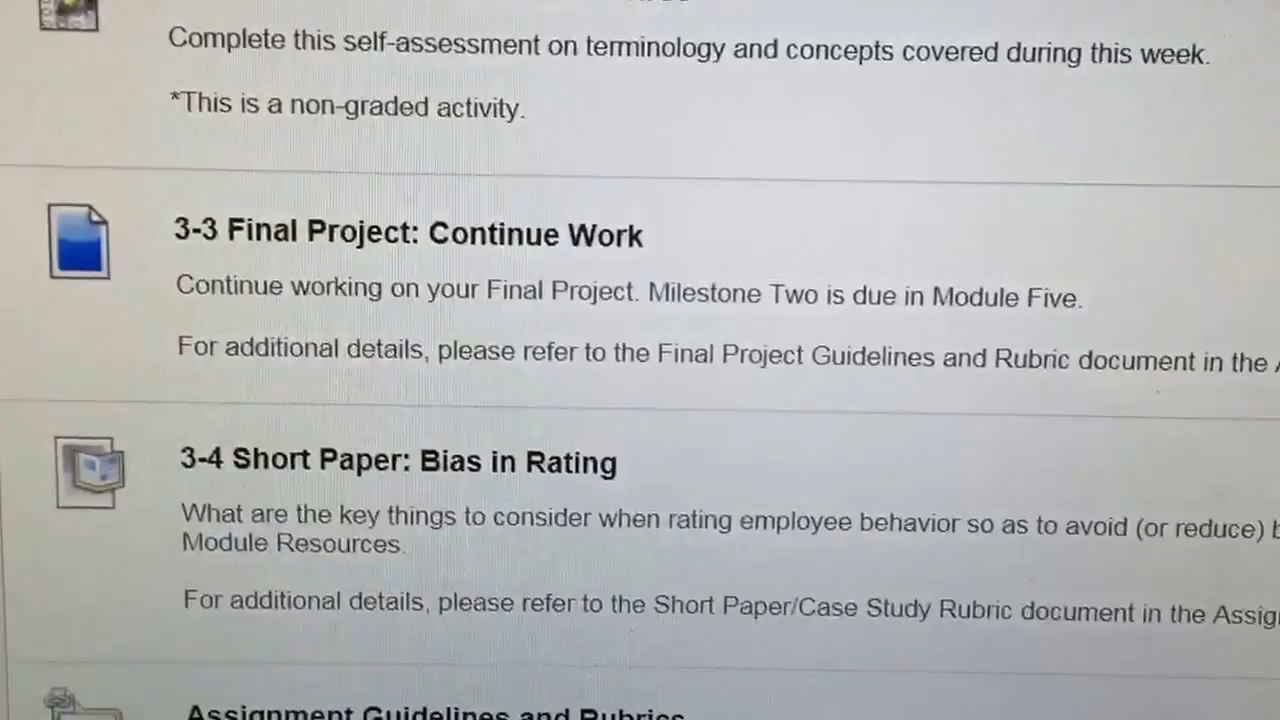 Complete this self-assessment on terminology and concepts covered during this week.
*This is a non-graded activity.
3-3 Final Project: Continue Work
Continue working on your Final Project. Milestone Two is due in Module Five.
For additional details, please refer to the Final Project Guidelines and Rubric document in the
3-4 Short Paper: Bias in Rating
What are the key things to consider when rating employee behavior so as to avoid (or reduce)
Module Resources.
For additional details, please refer to the Short Paper/Case Study Rubric document in the Assig
Assignment Guidelines and Rubrics